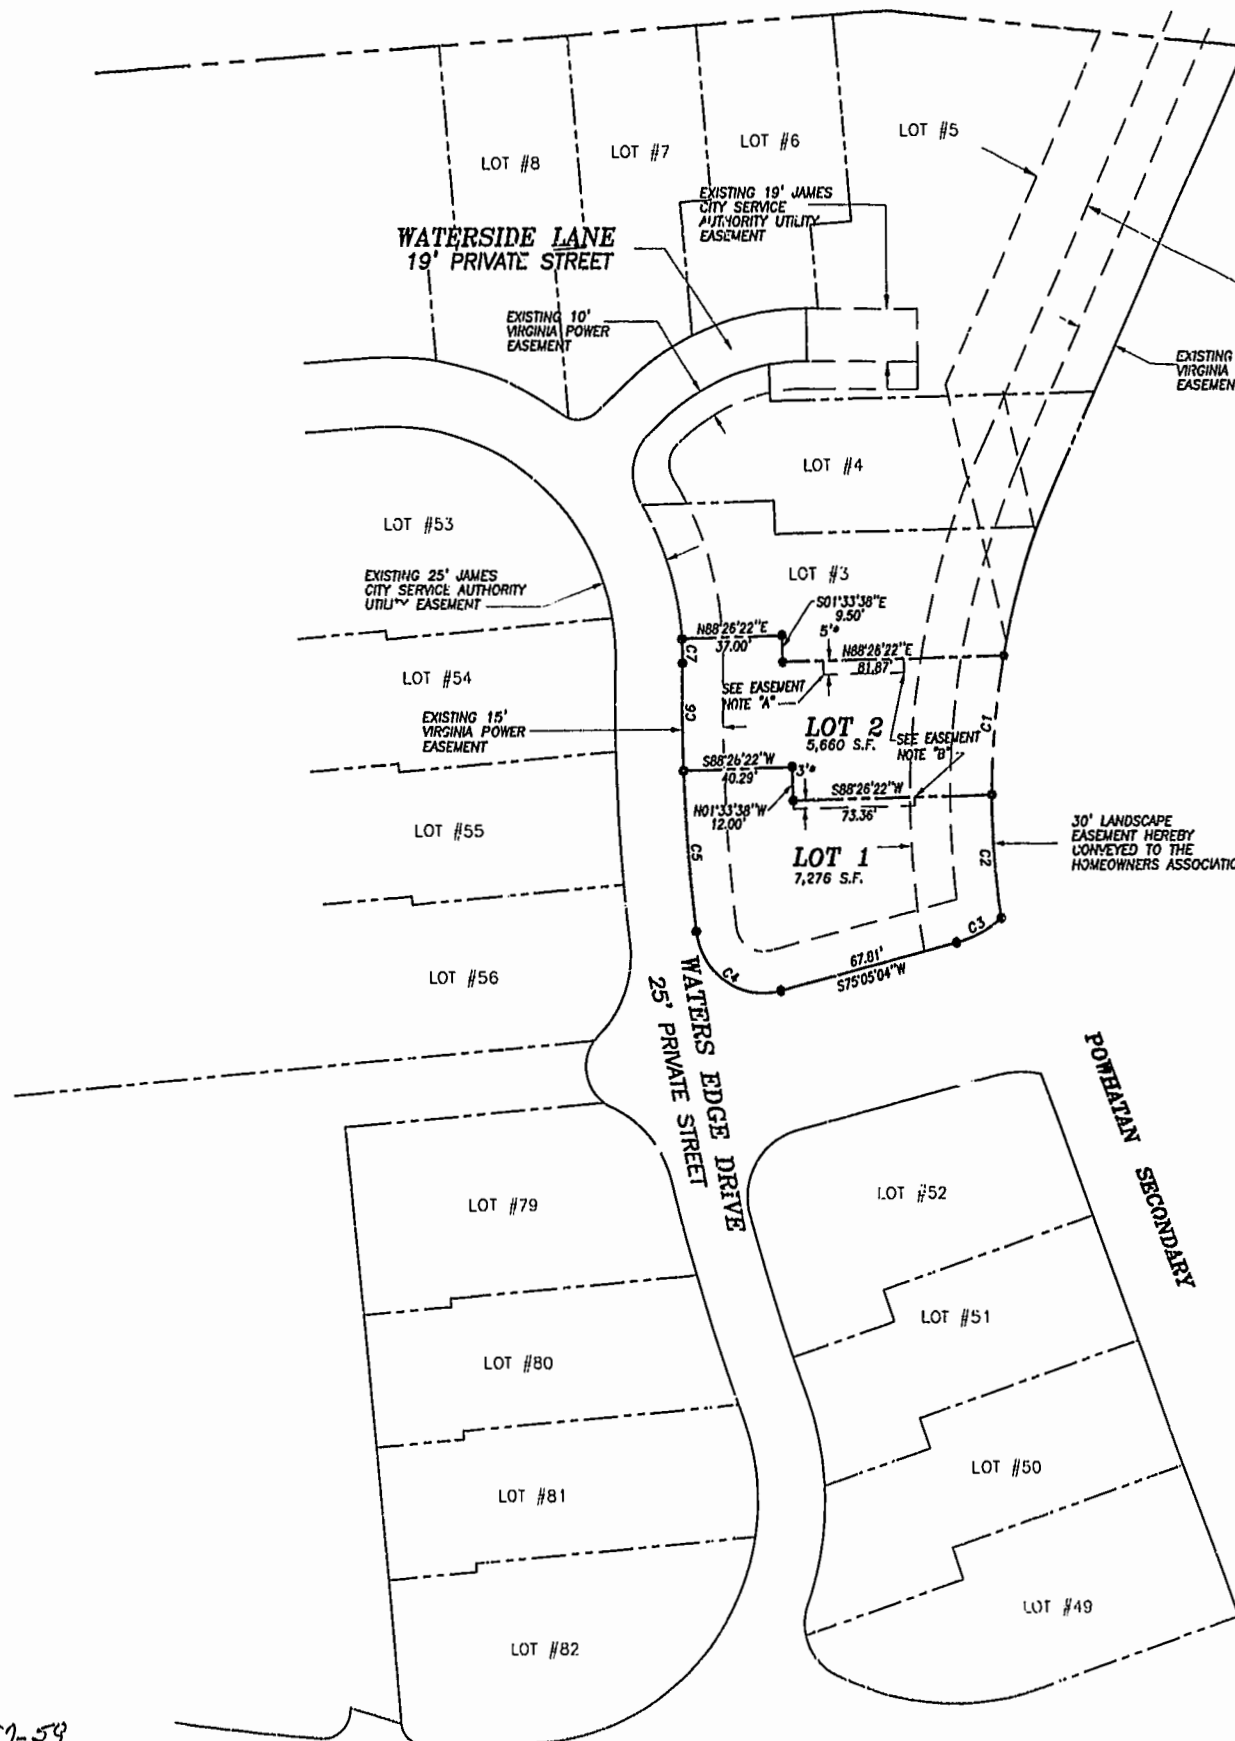 LOT #8
LOT #7
LOT #6
LOT #5
EXISTING 19' JAMES
CITY SERVICE
AUTHORITY UTILITY
EASEMENT
WATERSIDE LANE
19' PRIVATE STREET
EXISTING 10'
VIRGINIA POWER
EASEMENT
EXISTING
VIRGINIA
EASEMEN
LOT #4
LOT #53
LOT #3
EXISTING 25' JAMES
CITY SERVICE AUTHORITY
UTILITY EASEMENT
S01°33'38"E
9.50'
N88°26'22"E
37.00'
5'*
N88°26'22"E
81.87'
C7
LOT #54
SEE EASEMENT
NOTE "A"
C6
C1
EXISTING 15'
VIRGINIA POWER
EASEMENT
LOT 2
5,660 S.F.
SEE EASEMENT
NOTE "B"
S88°26'22"W
40.29'
3'*
S88°26'22"W
73.36'
N01°33'38"W
12.00'
LOT #55
C5
LOT 1
7,276 S.F.
C2
30' LANDSCAPE
EASEMENT HEREBY
CONVEYED TO THE
HOMEOWNERS ASSOCIATIO
C3
C4
67.81'
S75°05'04"W
LOT #56
WATERS EDGE DRIVE
25' PRIVATE STREET
POWHATAN SECONDARY
LOT #79
LOT #52
LOT #51
LOT #80
LOT #50
LOT #81
LOT #49
LOT #82